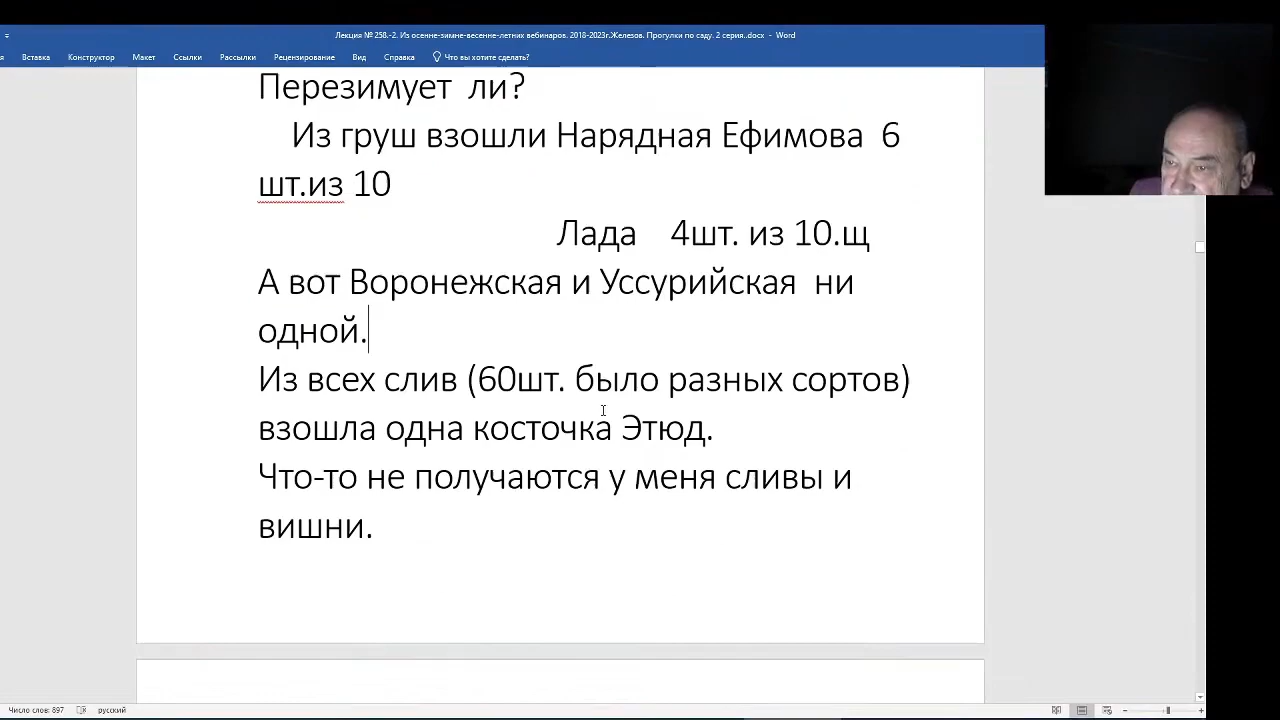 Лекция № 258.-2. Из осенне-зимне-весенне-летних вебинаров. 2018-2023г.Железов. Прогулки по саду. 2 серия..docx - Word
Вставка Конструктор Макет Ссылки Рассылки Рецензирование Вид Справка Что вы хотите сделать?
Перезимует ли?
Из груш взошли Нарядная Ефимова 6
шт.из 10
Лада 4шт. из 10.щ
А вот Воронежская и Уссурийская ни
одной.
Из всех слив (60шт. было разных сортов)
взошла одна косточка Этюд.
Что-то не получаются у меня сливы и
вишни.
Число слов: 897 русский